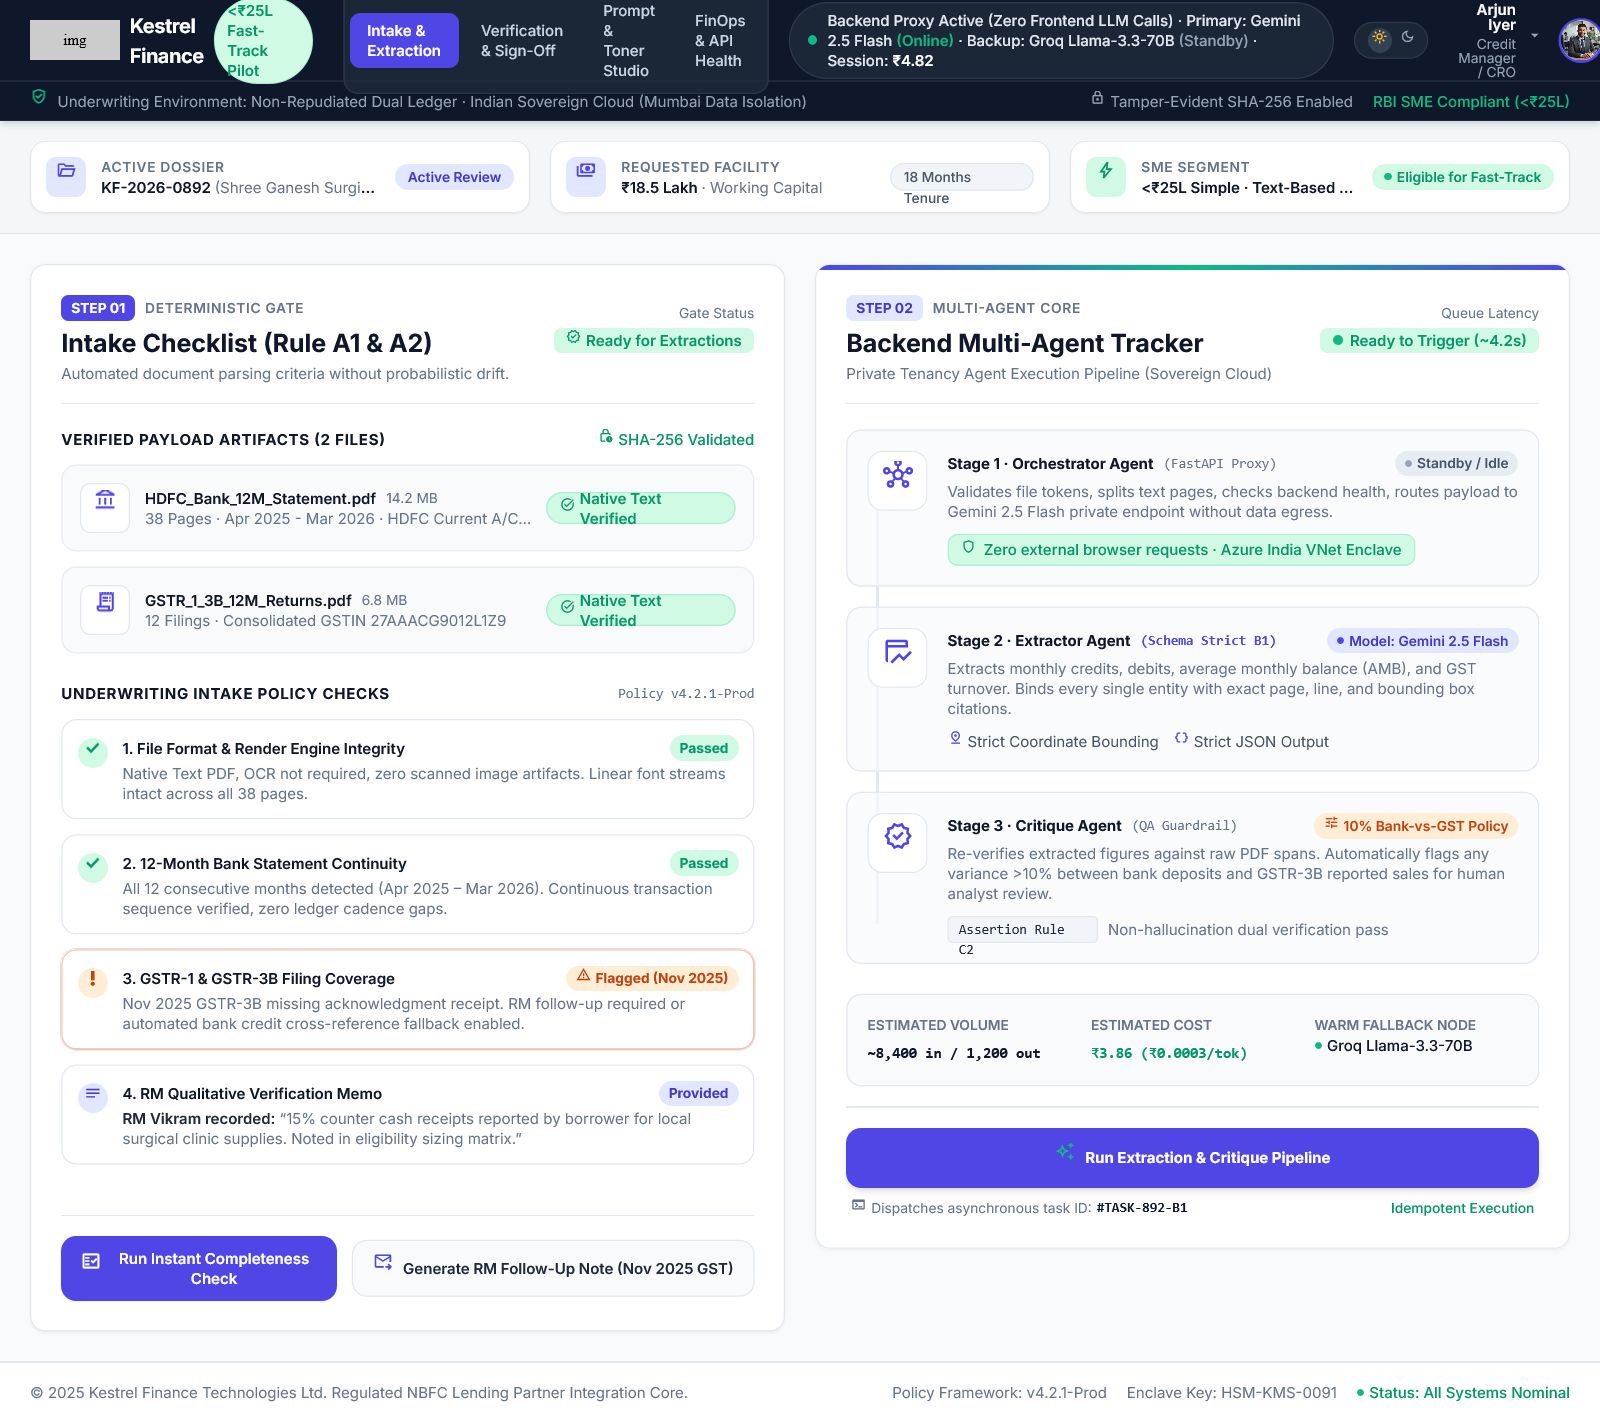 img
Kestrel
Finance
<₹25L
Fast-
Track
Pilot
Intake &
Extraction
Verification
& Sign-Off
Prompt
&
Toner
Studio
FinOps
& API
Health
Backend Proxy Active (Zero Frontend LLM Calls) · Primary: Gemini
2.5 Flash (Online) · Backup: Groq Llama-3.3-70B (Standby) ·
Session: ₹4.82
Arjun
Iyer
Credit
Manager
/ CRO
Underwriting Environment: Non-Repudiated Dual Ledger · Indian Sovereign Cloud (Mumbai Data Isolation)
Tamper-Evident SHA-256 Enabled
RBI SME Compliant (<₹25L)
ACTIVE DOSSIER
KF-2026-0892 (Shree Ganesh Surgi...
Active Review
REQUESTED FACILITY
₹18.5 Lakh · Working Capital
18 Months
Tenure
SME SEGMENT
<₹25L Simple · Text-Based ...
Eligible for Fast-Track
STEP 01 DETERMINISTIC GATE
Intake Checklist (Rule A1 & A2)
Automated document parsing criteria without probabilistic drift.
Gate Status
Ready for Extractions
VERIFIED PAYLOAD ARTIFACTS (2 FILES)
SHA-256 Validated
HDFC_Bank_12M_Statement.pdf 14.2 MB
38 Pages · Apr 2025 - Mar 2026 · HDFC Current A/C...
Native Text
Verified
GSTR_1_3B_12M_Returns.pdf 6.8 MB
12 Filings · Consolidated GSTIN 27AAACG9012L1Z9
Native Text
Verified
UNDERWRITING INTAKE POLICY CHECKS
Policy v4.2.1-Prod
1. File Format & Render Engine Integrity
Passed
Native Text PDF, OCR not required, zero scanned image artifacts. Linear font streams
intact across all 38 pages.
2. 12-Month Bank Statement Continuity
Passed
All 12 consecutive months detected (Apr 2025 – Mar 2026). Continuous transaction
sequence verified, zero ledger cadence gaps.
3. GSTR-1 & GSTR-3B Filing Coverage
Flagged (Nov 2025)
Nov 2025 GSTR-3B missing acknowledgment receipt. RM follow-up required or
automated bank credit cross-reference fallback enabled.
4. RM Qualitative Verification Memo
Provided
RM Vikram recorded: “15% counter cash receipts reported by borrower for local
surgical clinic supplies. Noted in eligibility sizing matrix.”
Run Instant Completeness
Check
Generate RM Follow-Up Note (Nov 2025 GST)
STEP 02 MULTI-AGENT CORE
Backend Multi-Agent Tracker
Private Tenancy Agent Execution Pipeline (Sovereign Cloud)
Queue Latency
Ready to Trigger (~4.2s)
Stage 1 · Orchestrator Agent (FastAPI Proxy)
Standby / Idle
Validates file tokens, splits text pages, checks backend health, routes payload to
Gemini 2.5 Flash private endpoint without data egress.
Zero external browser requests · Azure India VNet Enclave
Stage 2 · Extractor Agent (Schema Strict B1)
Model: Gemini 2.5 Flash
Extracts monthly credits, debits, average monthly balance (AMB), and GST
turnover. Binds every single entity with exact page, line, and bounding box
citations.
Strict Coordinate Bounding
Strict JSON Output
Stage 3 · Critique Agent (QA Guardrail)
10% Bank-vs-GST Policy
Re-verifies extracted figures against raw PDF spans. Automatically flags any
variance >10% between bank deposits and GSTR-3B reported sales for human
analyst review.
Assertion Rule
C2
Non-hallucination dual verification pass
ESTIMATED VOLUME
~8,400 in / 1,200 out
ESTIMATED COST
₹3.86 (₹0.0003/tok)
WARM FALLBACK NODE
Groq Llama-3.3-70B
Run Extraction & Critique Pipeline
Dispatches asynchronous task ID: #TASK-892-B1
Idempotent Execution
© 2025 Kestrel Finance Technologies Ltd. Regulated NBFC Lending Partner Integration Core.
Policy Framework: v4.2.1-Prod
Enclave Key: HSM-KMS-0091
Status: All Systems Nominal